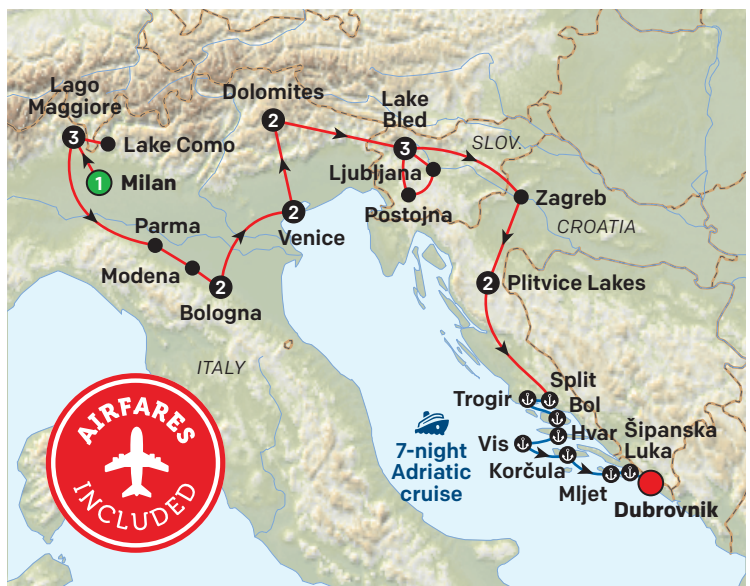 Lago
Maggiore
3
Lake Como
1
Milan
Dolomites
2
Lake
Bled
3
SLOV.
Ljubljana
Postojna
Zagreb
CROATIA
Parma
Modena
2
Bologna
2
Venice
2
Plitvice Lakes
ITALY
Split
Trogir
Bol
Hvar
Šipanska
Luka
Vis
Korčula
Mljet
Dubrovnik
7-night
Adriatic
cruise
AIRFARES
INCLUDED